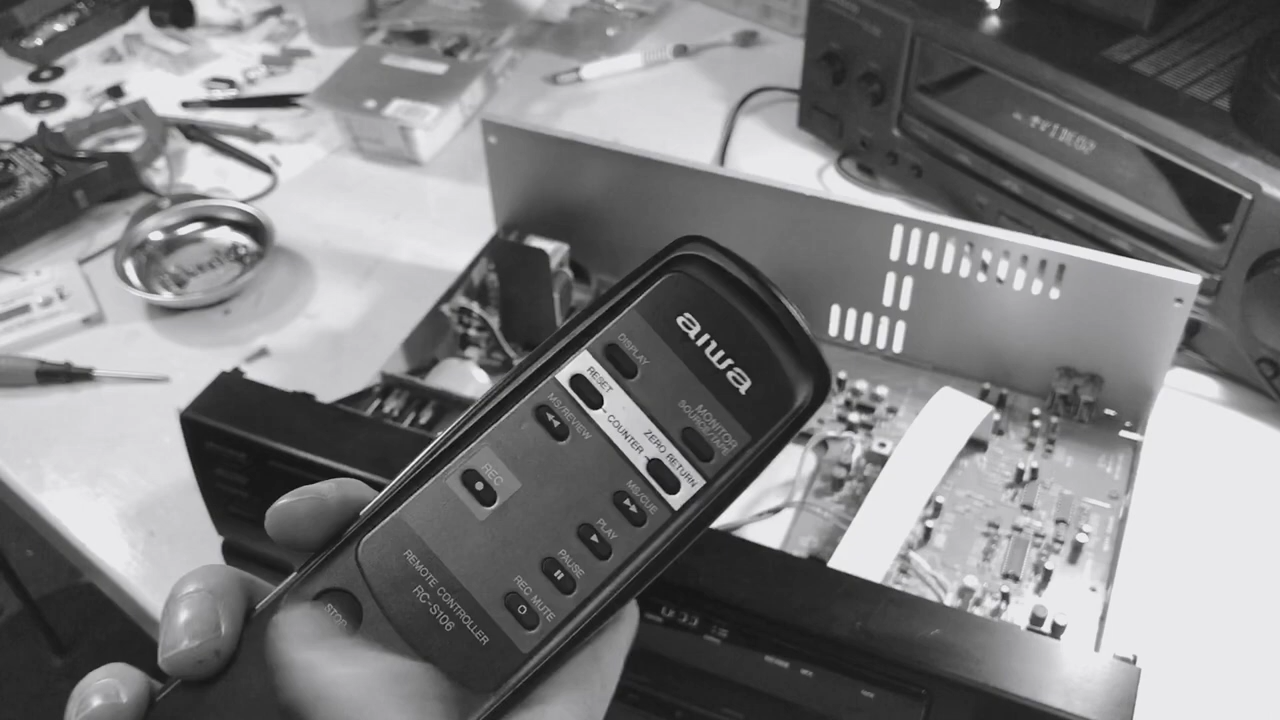 aiwa
DISPLAY
MONITOR
SOURCE/TAPE
RESET
COUNTER
ZERO RETURN
MS/REVIEW
MS/CUE
REC
PLAY
PAUSE
REC MUTE
STOP
REMOTE CONTROLLER
RC-S106